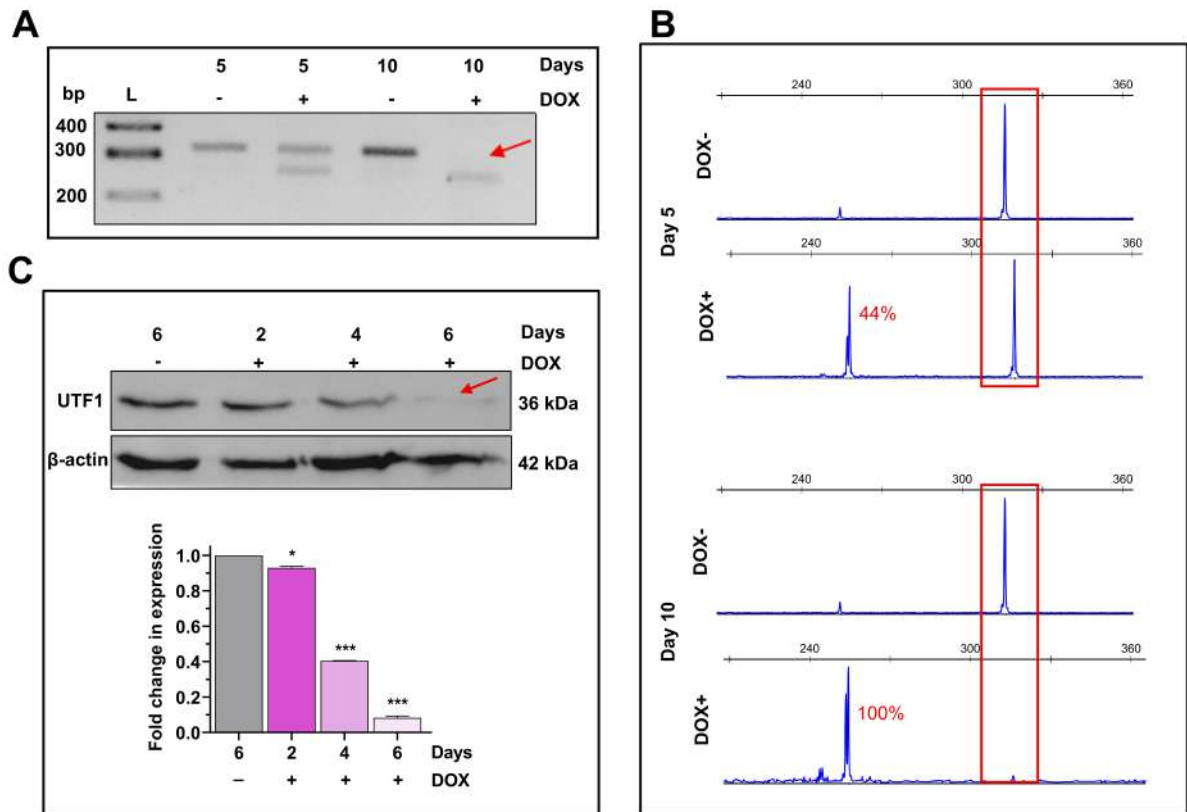 A
5 5 10 10 Days
bp L - + - + DOX
400
300
200
B
240 300 360
DOX-
Day 5
240 300 360
DOX+
44%
240 300 360
DOX-
Day 10
240 300 360
DOX+
100%
C
6 2 4 6 Days
- + + + DOX
UTF1 36 kDa
β-actin 42 kDa
Fold change in expression
1.0
0.8
0.6
0.4
0.2
0.0
* *** ***
6 2 4 6 Days
– + + + DOX